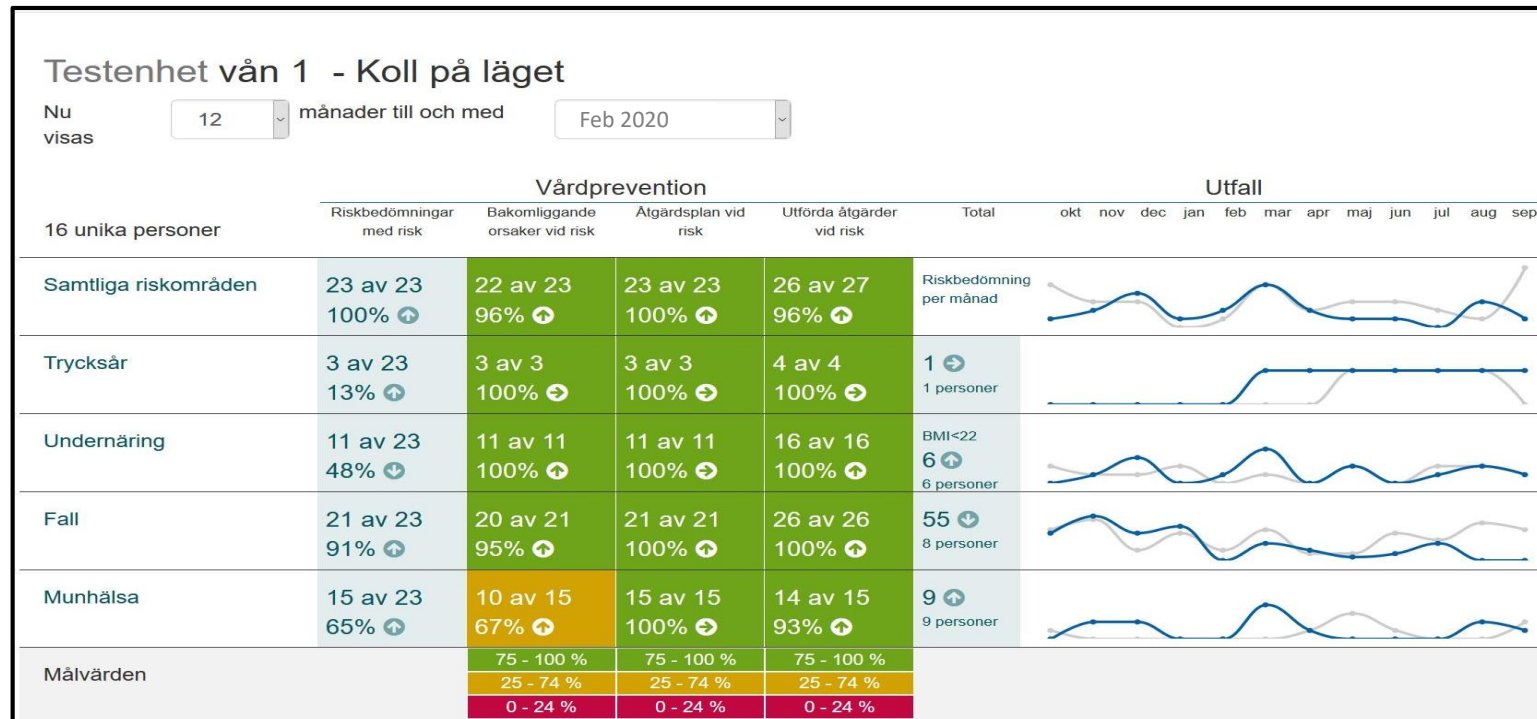 Testenhet vån 1 - Koll på läget
Nu visas 12 månader till och med Feb 2020
Vårdprevention Utfall
16 unika personer Riskbedömningar med risk Bakomliggande orsaker vid risk Åtgärdsplan vid risk Utförda åtgärder vid risk Total okt nov dec jan feb mar apr maj jun jul aug sep
Samtliga riskområden 23 av 23 22 av 23 23 av 23 26 av 27 Riskbedömning per månad
100% 96% 100% 96%
Trycksår 3 av 23 3 av 3 3 av 3 4 av 4 1
13% 100% 100% 100% 1 personer
Undernäring 11 av 23 11 av 11 11 av 11 16 av 16 BMI<22
48% 100% 100% 100% 6
6 personer
Fall 21 av 23 20 av 21 21 av 21 26 av 26 55
91% 95% 100% 100% 8 personer
Munhälsa 15 av 23 10 av 15 15 av 15 14 av 15 9
65% 67% 100% 93% 9 personer
Målvärden 75 - 100 % 75 - 100 % 75 - 100 %
25 - 74 % 25 - 74 % 25 - 74 %
0 - 24 % 0 - 24 % 0 - 24 %